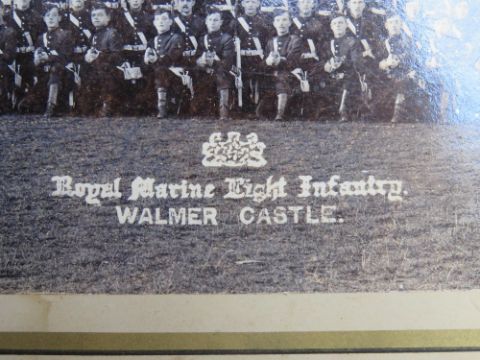 Royal Marine Light Infantry.
WALMER CASTLE.